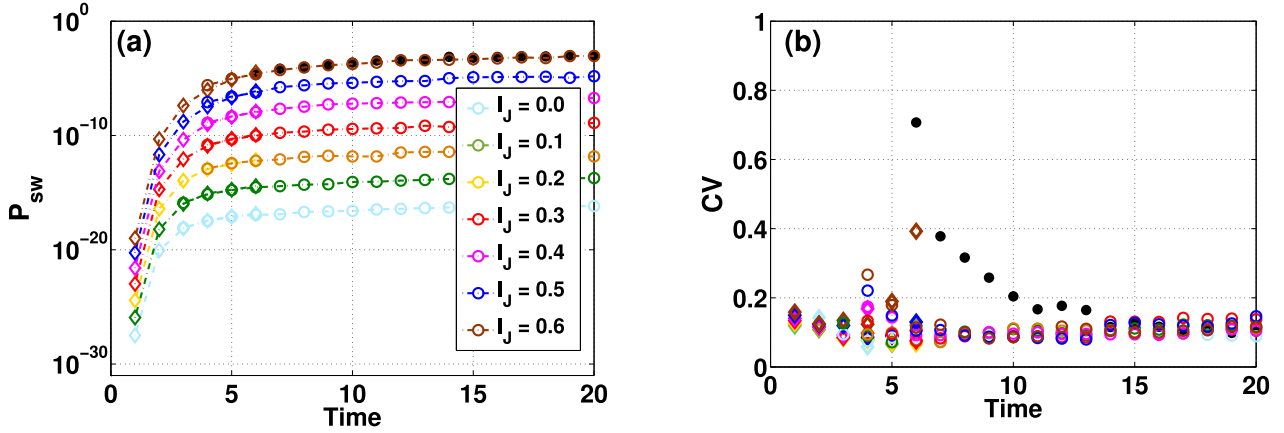 (a)
P_sw
10^0
10^-10
10^-20
10^-30
0 5 10 15 20
Time
I_J = 0.0
I_J = 0.1
I_J = 0.2
I_J = 0.3
I_J = 0.4
I_J = 0.5
I_J = 0.6
(b)
CV
1
0.8
0.6
0.4
0.2
0
0 5 10 15 20
Time